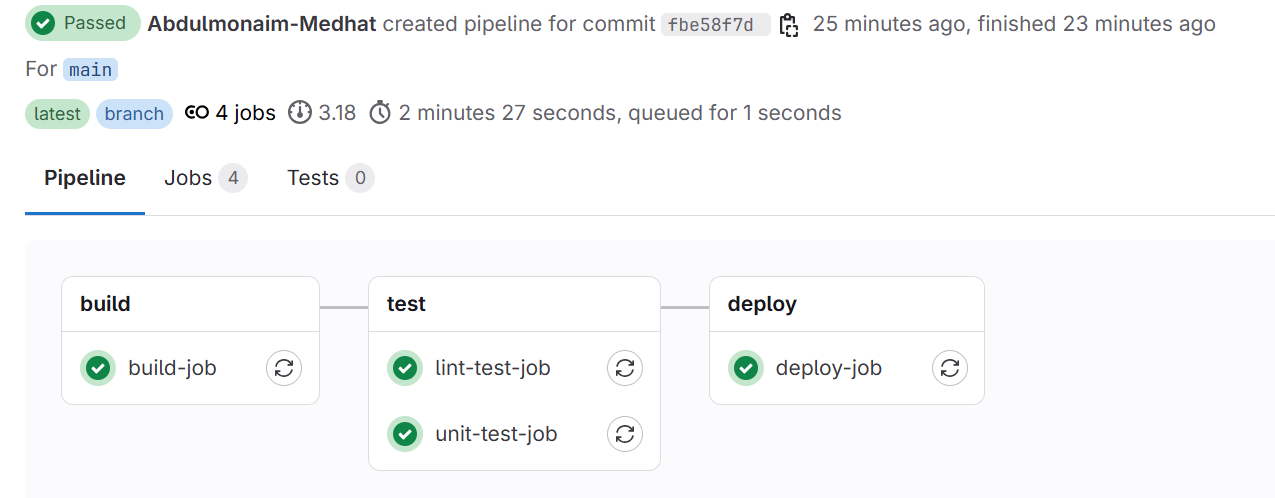 Passed Abdulmonaim-Medhat created pipeline for commit fbe58f7d 25 minutes ago, finished 23 minutes ago
For main
latest branch 4 jobs 3.18 2 minutes 27 seconds, queued for 1 seconds
Pipeline Jobs 4 Tests 0
build test deploy
build-job lint-test-job deploy-job
unit-test-job